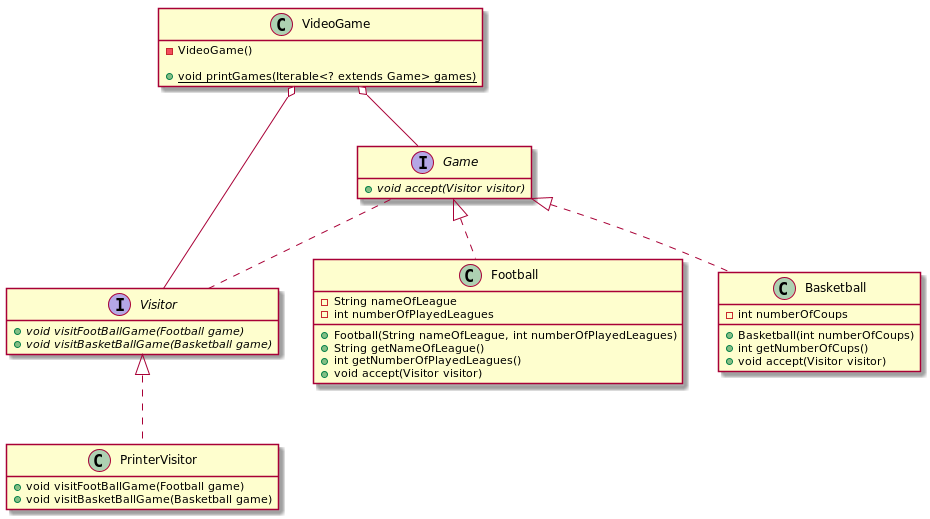 C VideoGame
VideoGame()
void printGames(Iterable<? extends Game> games)
I Game
void accept(Visitor visitor)
I Visitor
void visitFootBallGame(Football game)
void visitBasketBallGame(Basketball game)
C Football
String nameOfLeague
int numberOfPlayedLeagues
Football(String nameOfLeague, int numberOfPlayedLeagues)
String getNameOfLeague()
int getNumberOfPlayedLeagues()
void accept(Visitor visitor)
C Basketball
int numberOfCoups
Basketball(int numberOfCoups)
int getNumberOfCups()
void accept(Visitor visitor)
C PrinterVisitor
void visitFootBallGame(Football game)
void visitBasketBallGame(Basketball game)